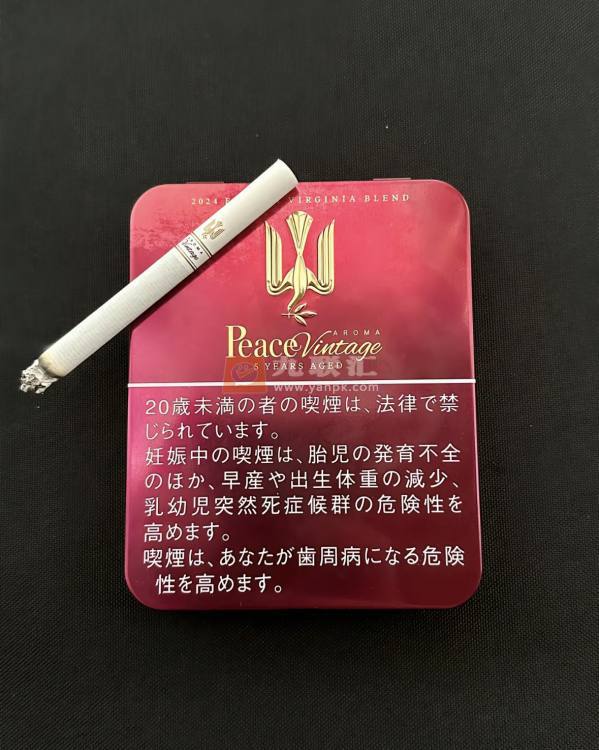 2024 VIRGINIA BLEND
AROMA
Vintage
AROMA
Peace Vintage
5 YEARS AGED
www.yanpk.com
20歳未満の者の喫煙は、法律で禁
じられています。
妊娠中の喫煙は、胎児の発育不全
のほか、早産や出生体重の減少、
乳幼児突然死症候群の危険性を
高めます。
喫煙は、あなたが歯周病になる危険
性を高めます。